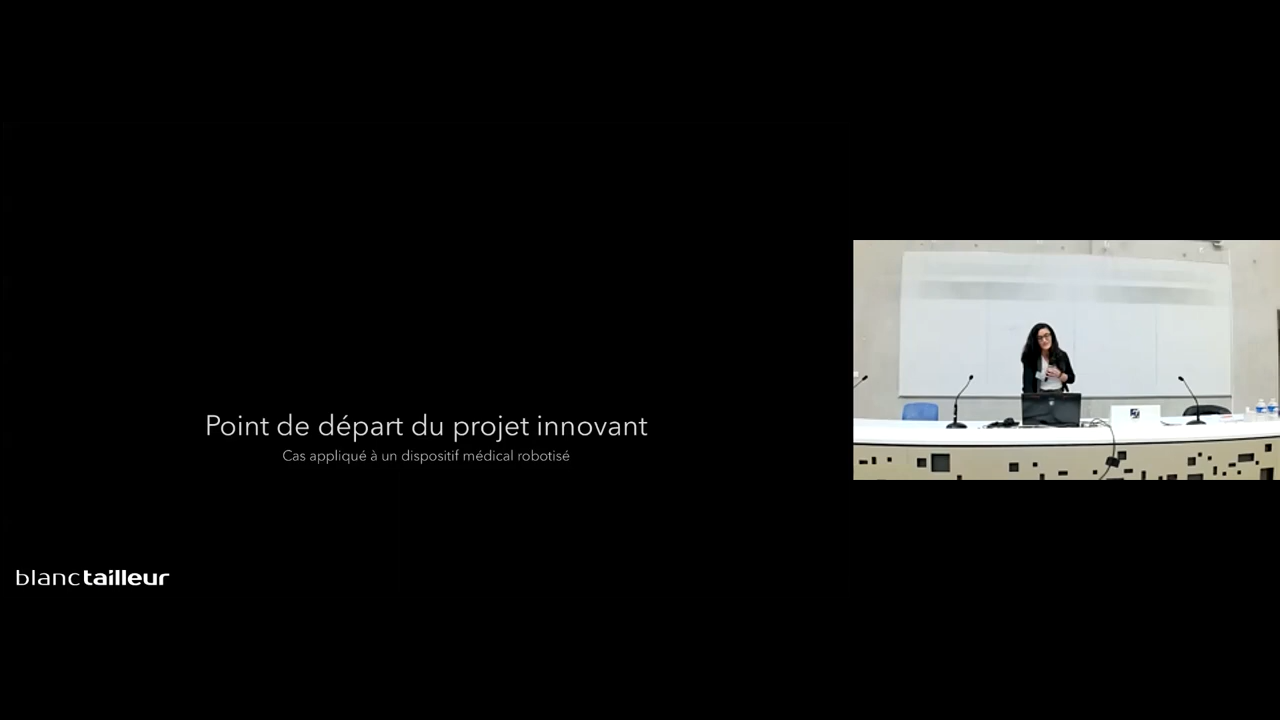 Point de départ du projet innovant
Cas appliqué à un dispositif médical robotisé
blanctailleur